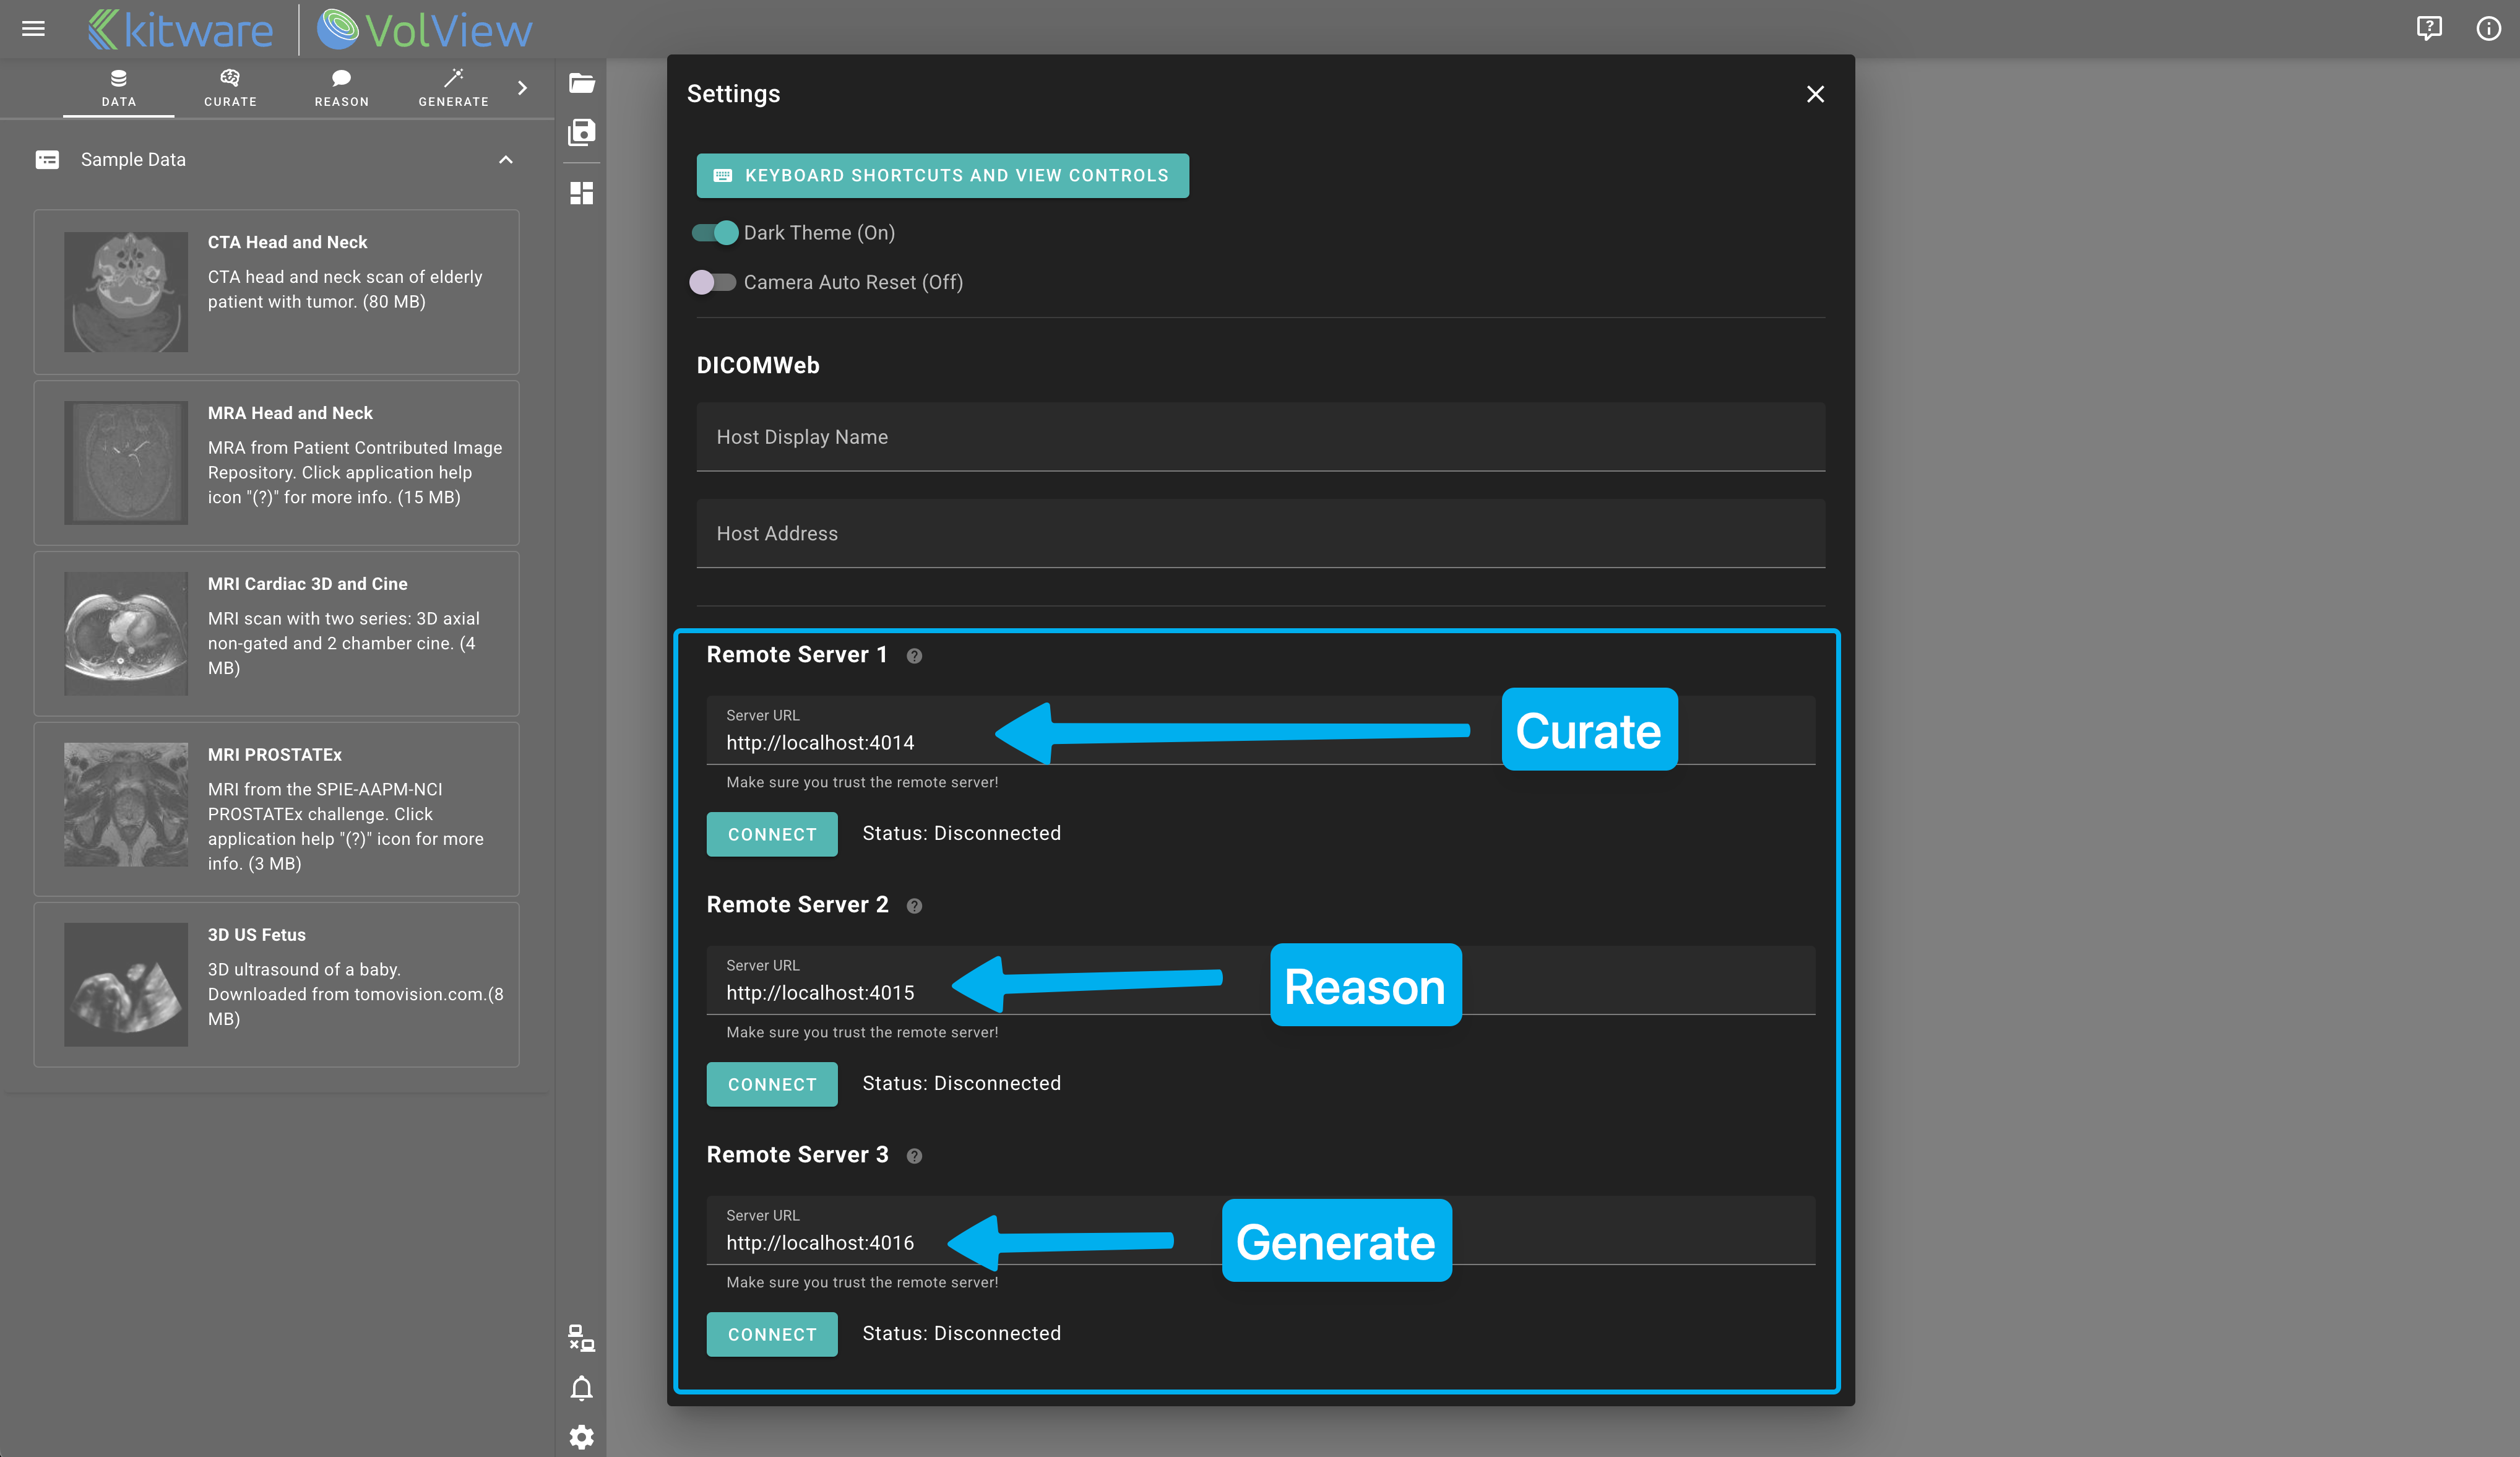 kitware VolView
DATA
CURATE
REASON
GENERATE
Sample Data
CTA Head and Neck
CTA head and neck scan of elderly
patient with tumor. (80 MB)
MRA Head and Neck
MRA from Patient Contributed Image
Repository. Click application help
icon "(?)" for more info. (15 MB)
MRI Cardiac 3D and Cine
MRI scan with two series: 3D axial
non-gated and 2 chamber cine. (4
MB)
MRI PROSTATEx
MRI from the SPIE-AAPM-NCI
PROSTATEx challenge. Click
application help "(?)" icon for more
info. (3 MB)
3D US Fetus
3D ultrasound of a baby.
Downloaded from tomovision.com.(8
MB)
Settings
KEYBOARD SHORTCUTS AND VIEW CONTROLS
Dark Theme (On)
Camera Auto Reset (Off)
DICOMWeb
Host Display Name
Host Address
Remote Server 1
Server URL
http://localhost:4014
Curate
Make sure you trust the remote server!
CONNECT
Status: Disconnected
Remote Server 2
Server URL
http://localhost:4015
Reason
Make sure you trust the remote server!
CONNECT
Status: Disconnected
Remote Server 3
Server URL
http://localhost:4016
Generate
Make sure you trust the remote server!
CONNECT
Status: Disconnected